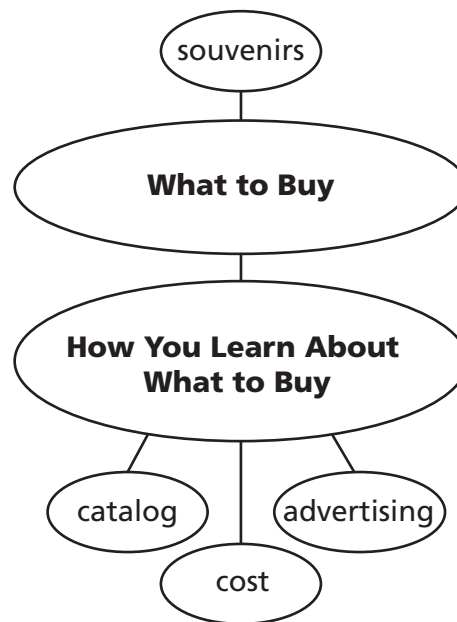 souvenirs
What to Buy
How You Learn About
What to Buy
catalog
advertising
cost